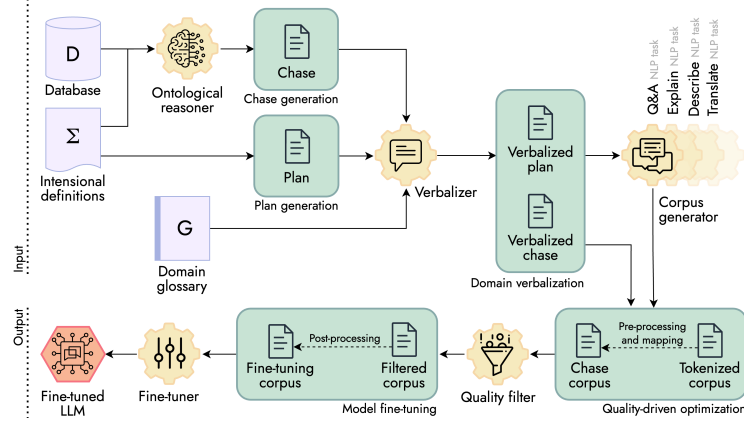 D
Database
Ontological
reasoner
Chase
Chase generation
Σ
Intensional
definitions
Plan
Plan generation
Verbalizer
G
Domain
glossary
Verbalized
plan
Verbalized
chase
Domain verbalization
Q&A NLP task
Explain NLP task
Describe NLP task
Translate NLP task
Corpus
generator
Input
Output
Fine-tuned
LLM
Fine-tuner
Post-processing
Fine-tuning
corpus
Filtered
corpus
Model fine-tuning
Quality filter
Pre-processing
and mapping
Chase
corpus
Tokenized
corpus
Quality-driven optimization